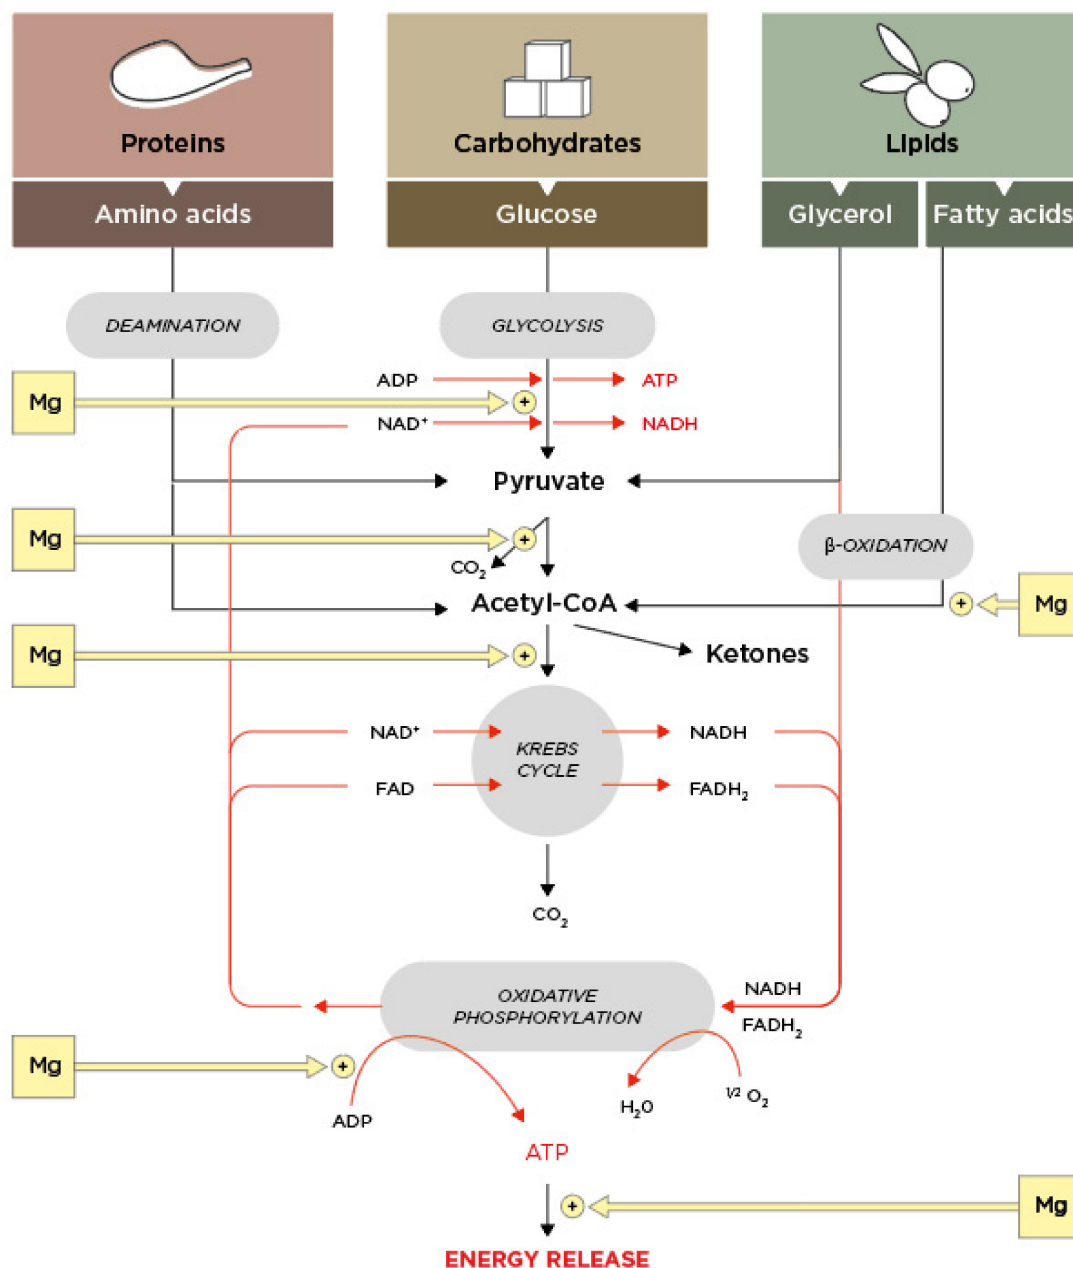 Proteins
Carbohydrates
Lipids
Amino acids
Glucose
Glycerol
Fatty acids
DEAMINATION
GLYCOLYSIS
Mg
ADP
ATP
NAD⁺
NADH
Pyruvate
Mg
CO₂
β-OXIDATION
Acetyl-CoA
Mg
Mg
Ketones
NAD⁺
KREBS
CYCLE
NADH
FAD
FADH₂
CO₂
OXIDATIVE
PHOSPHORYLATION
NADH
FADH₂
Mg
ADP
H₂O
1/2 O₂
ATP
Mg
ENERGY RELEASE